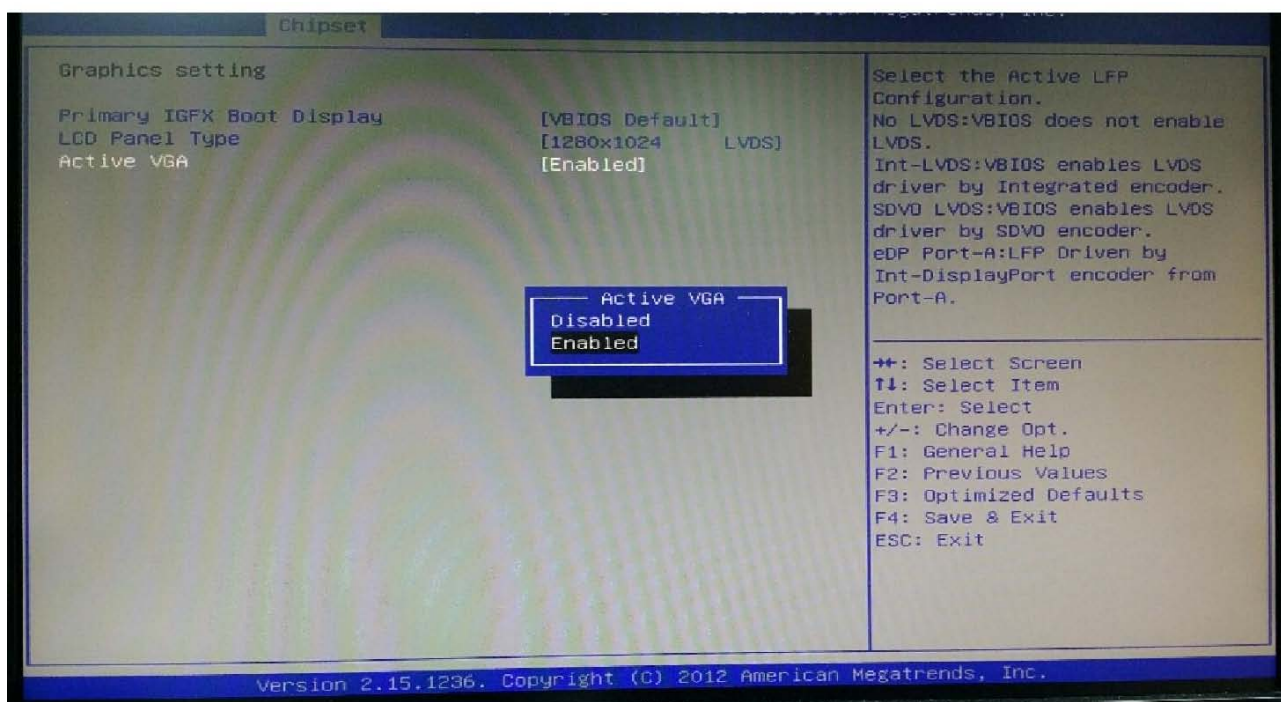 Chipset
Graphics setting
Primary IGFX Boot Display [VBIOS Default]
LCD Panel Type [1280x1024 LVDS]
Active VGA [Enabled]
Active VGA
Disabled
Enabled
Select the Active LFP
Configuration.
No LVDS:VBIOS does not enable
LVDS.
Int-LVDS:VBIOS enables LVDS
driver by Integrated encoder.
SDVO LVDS:VBIOS enables LVDS
driver by SDVO encoder.
eDP Port-A:LFP Driven by
Int-DisplayPort encoder from
Port-A.
→←: Select Screen
↑↓: Select Item
Enter: Select
+/-: Change Opt.
F1: General Help
F2: Previous Values
F3: Optimized Defaults
F4: Save & Exit
ESC: Exit
Version 2.15.1236. Copyright (C) 2012 American Megatrends, Inc.